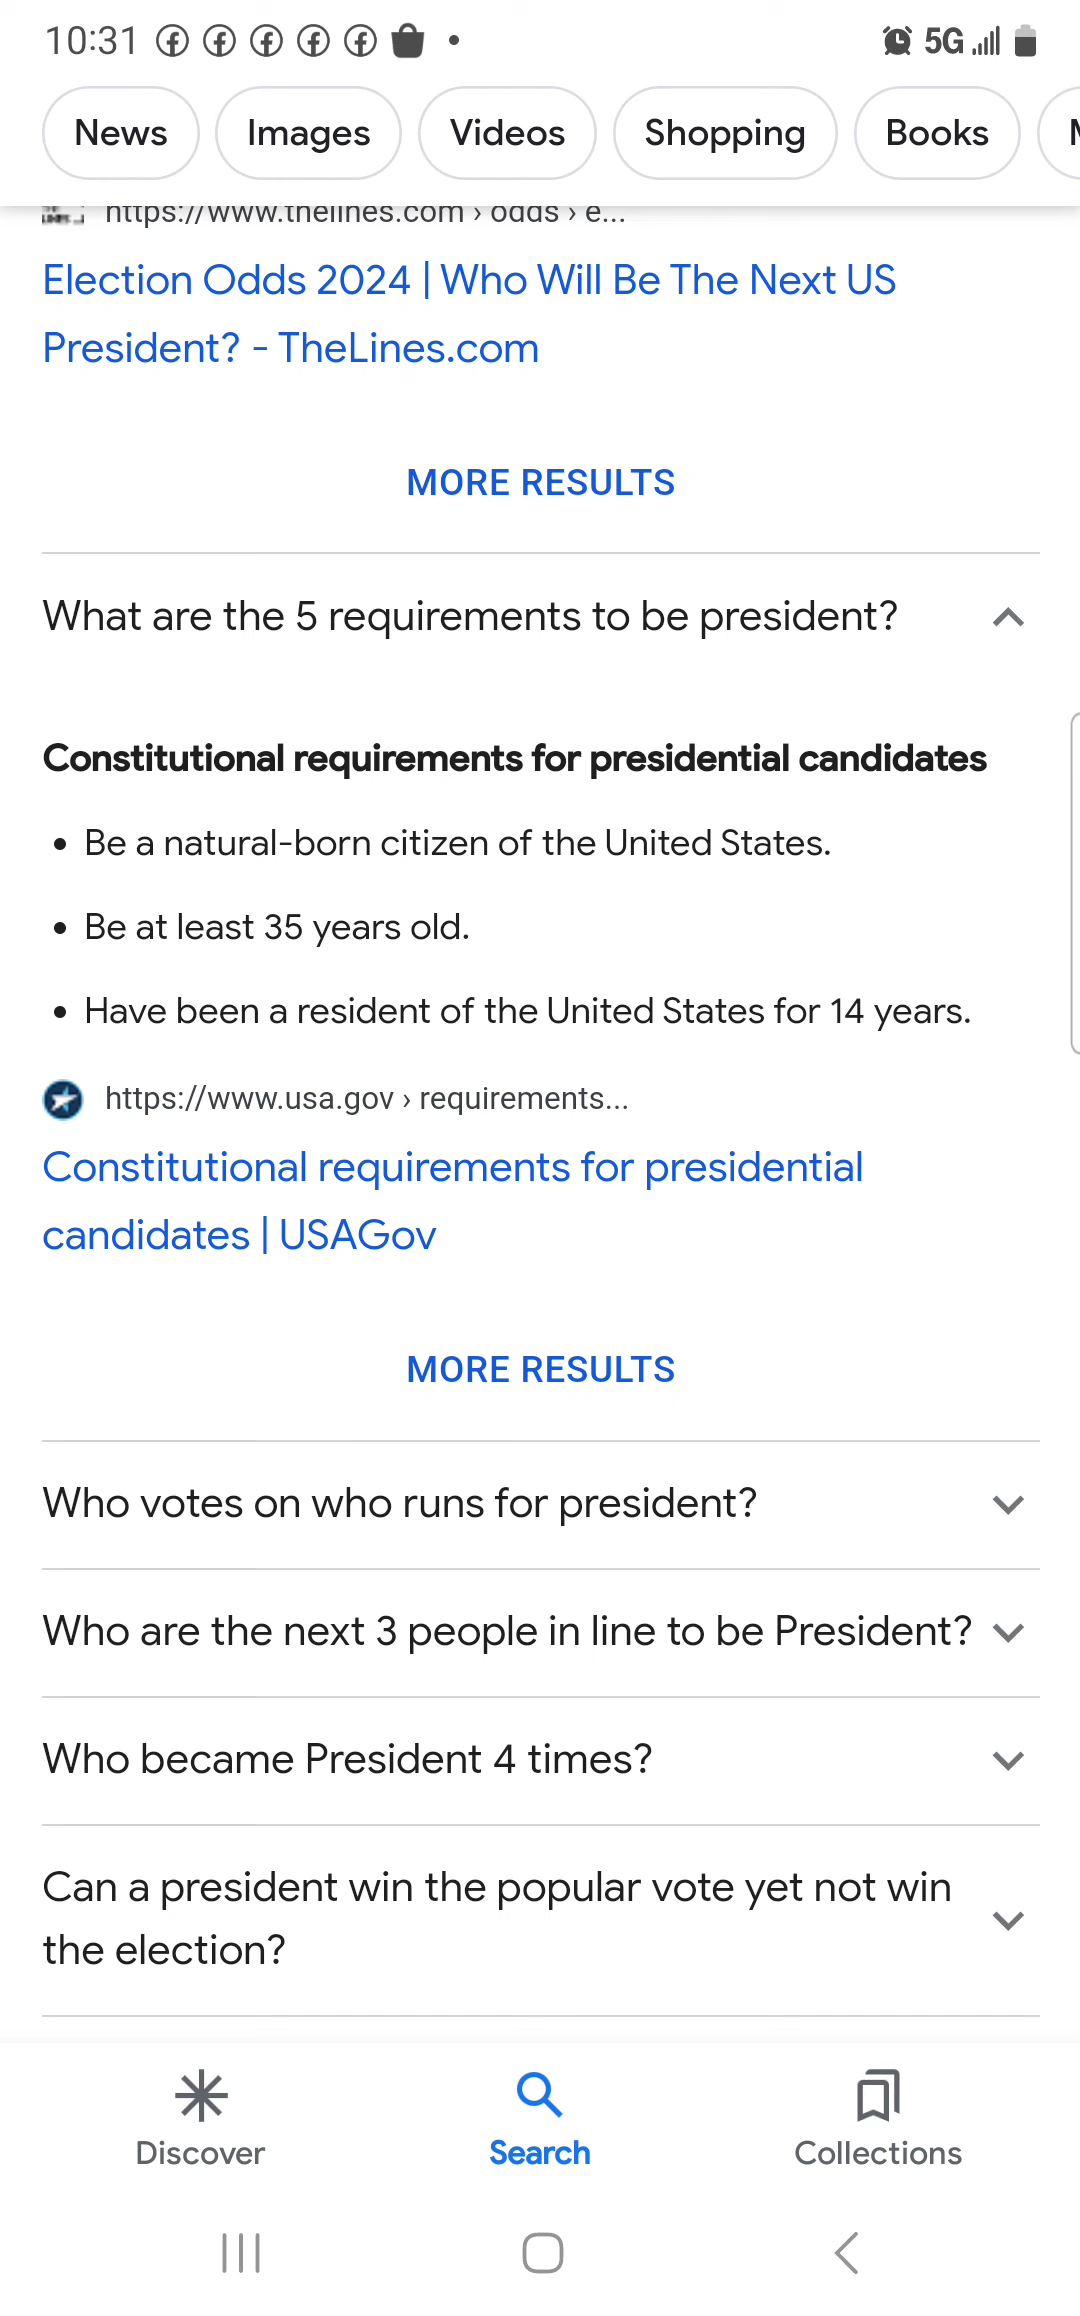 10:31 5G
News Images Videos Shopping Books
https://www.thelines.com › odds › e...
Election Odds 2024 | Who Will Be The Next US
President? - TheLines.com
MORE RESULTS
What are the 5 requirements to be president?
Constitutional requirements for presidential candidates
• Be a natural-born citizen of the United States.
• Be at least 35 years old.
• Have been a resident of the United States for 14 years.
https://www.usa.gov › requirements...
Constitutional requirements for presidential
candidates | USAGov
MORE RESULTS
Who votes on who runs for president?
Who are the next 3 people in line to be President?
Who became President 4 times?
Can a president win the popular vote yet not win
the election?
Discover Search Collections